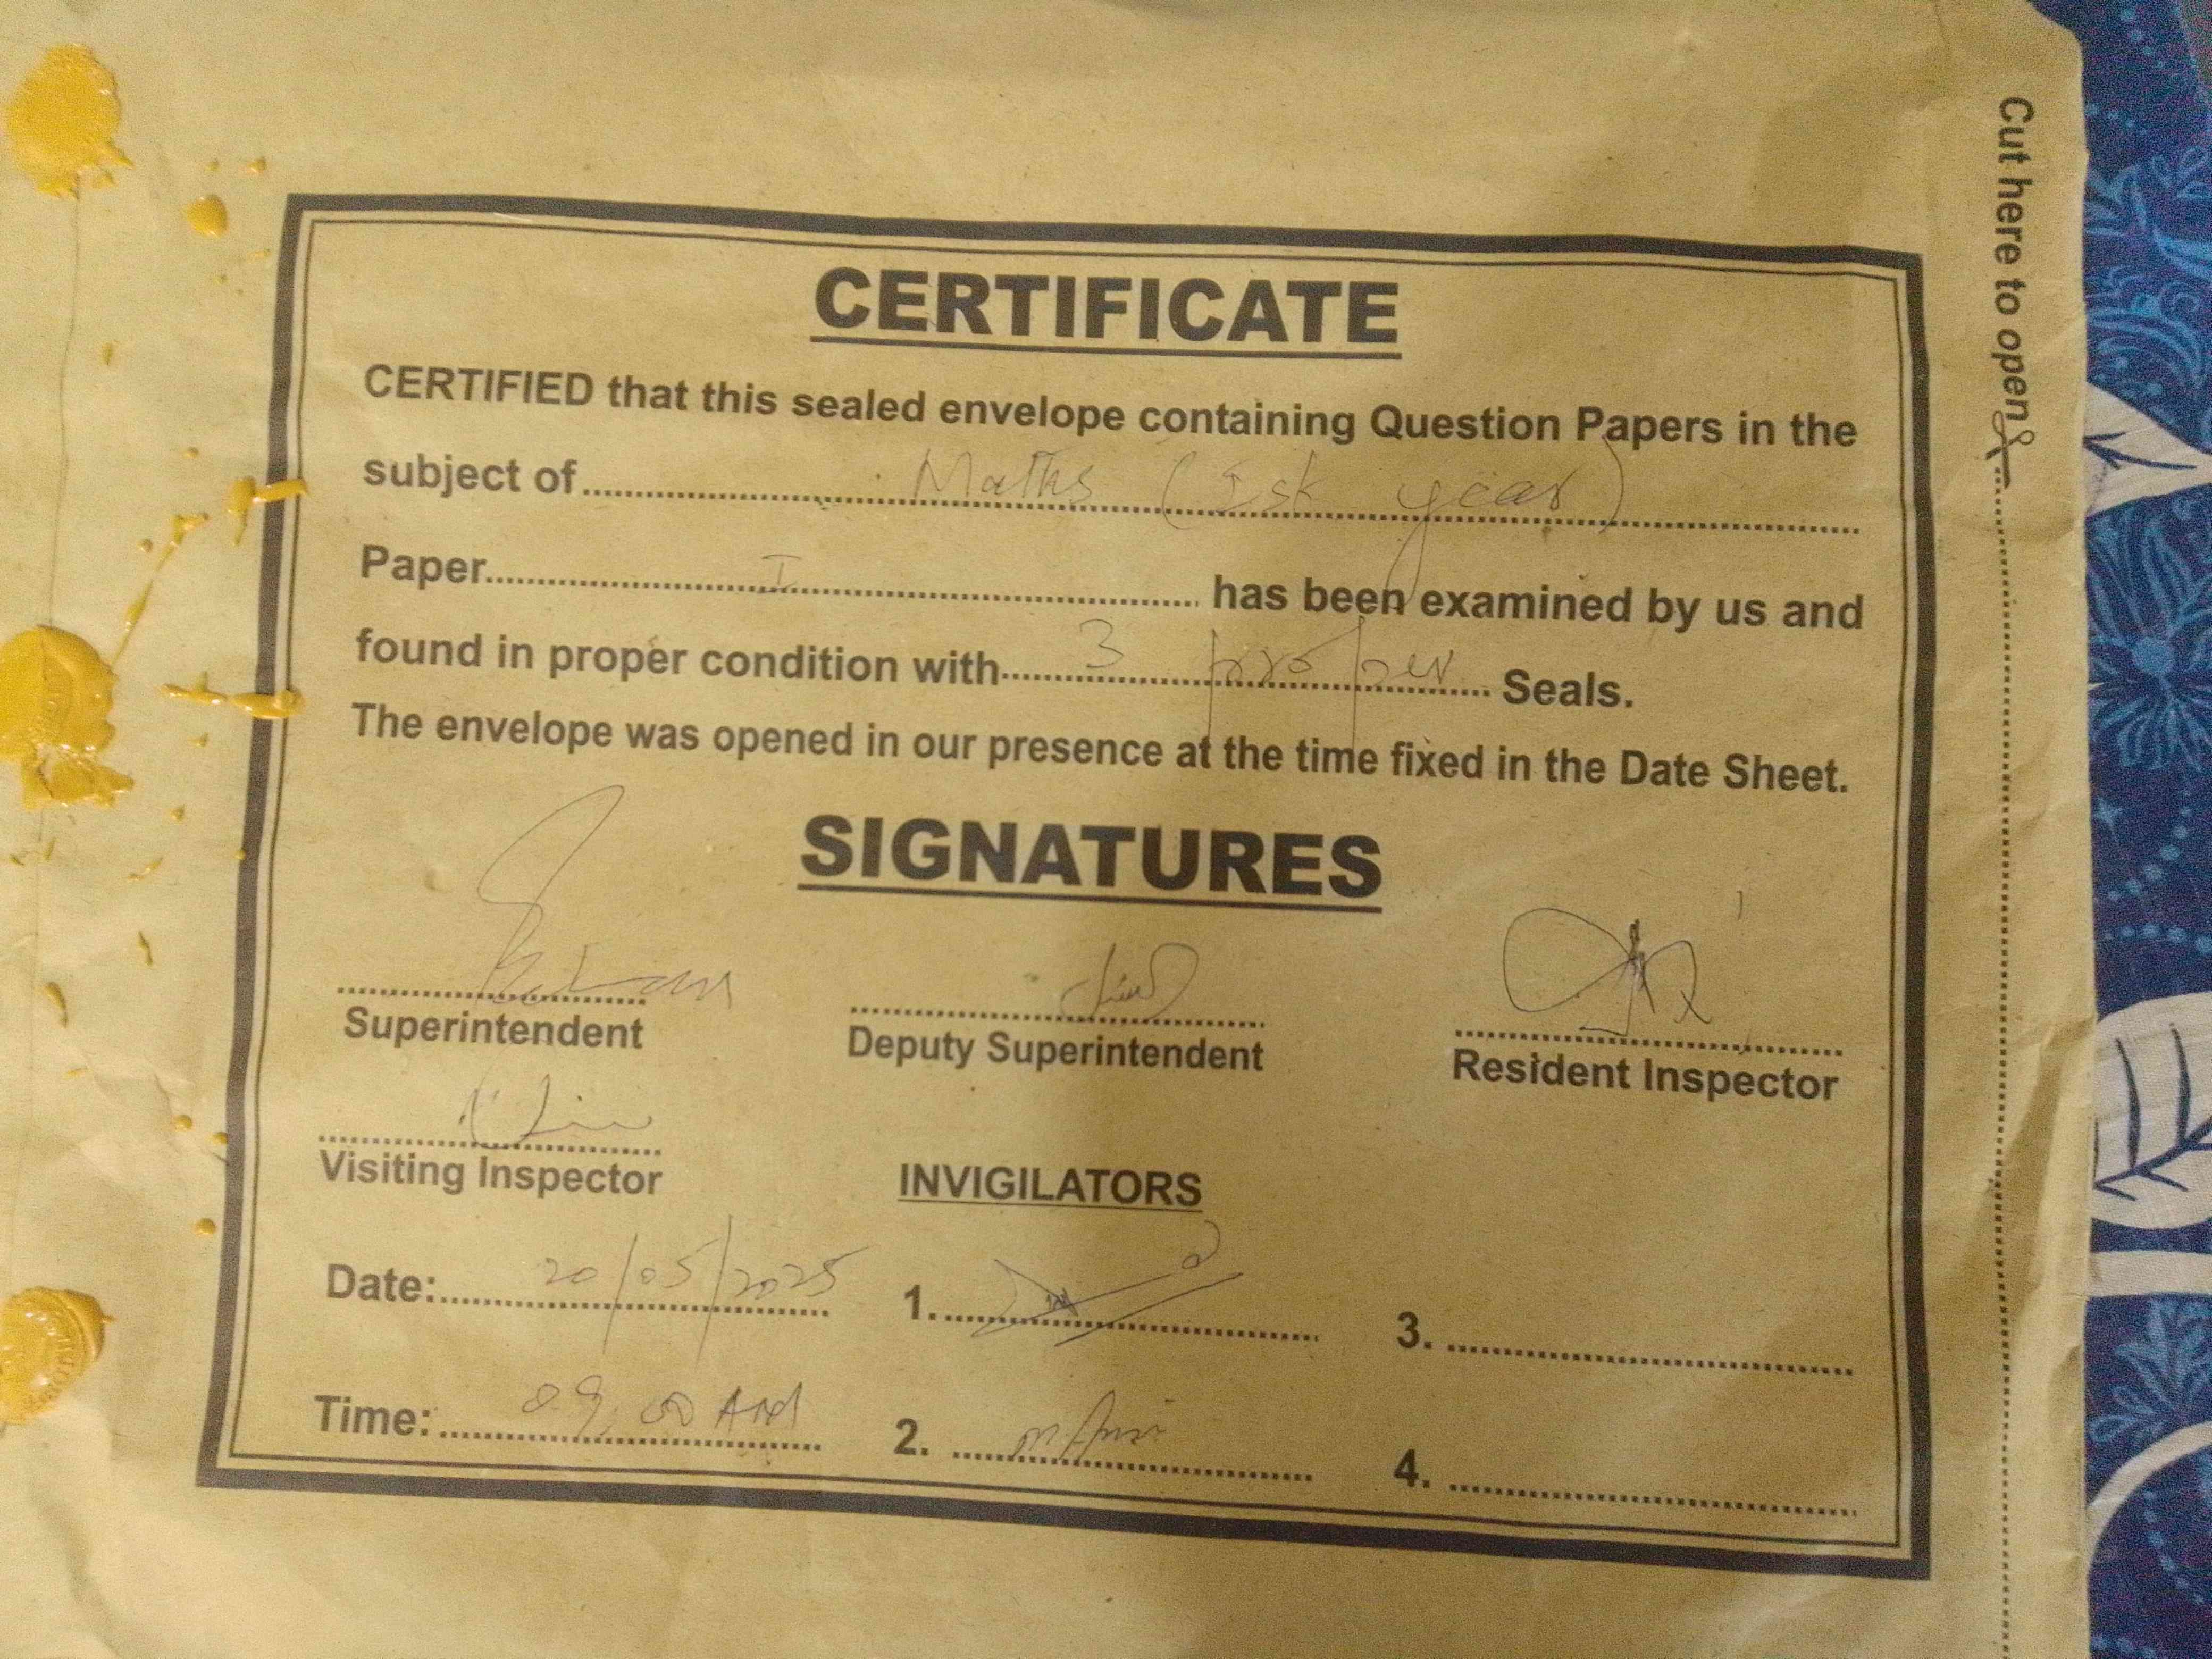 CERTIFICATE
CERTIFIED that this sealed envelope containing Question Papers in the
subject of Maths (Ist year)
Paper I has been examined by us and
found in proper condition with 3 proper Seals.
The envelope was opened in our presence at the time fixed in the Date Sheet.
SIGNATURES
Superintendent Deputy Superintendent Resident Inspector
Visiting Inspector INVIGILATORS
Date: 20/05/2025 1. 3.
Time: 09:00 AM 2. 4.
Cut here to open